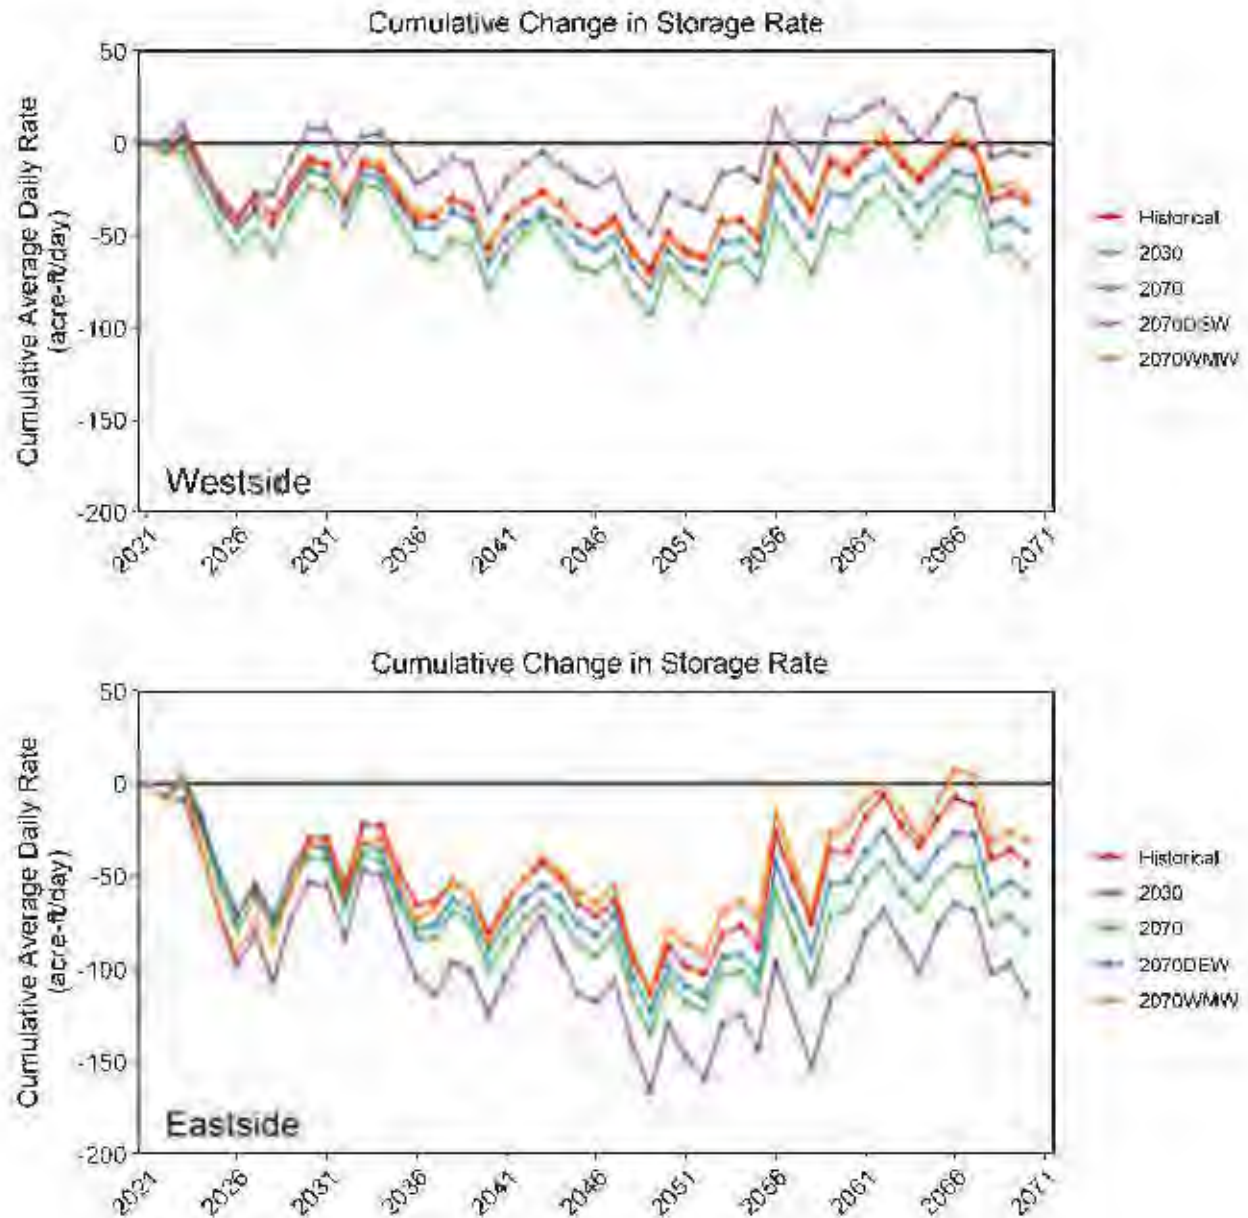 Cumulative Change in Storage Rate
Cumulative Average Daily Rate
(acre-ft/day)
50
0
-50
-100
-150
-200
Westside
2021
2026
2031
2036
2041
2046
2051
2056
2061
2066
2071
Historical
2030
2070
2070DEW
2070WMW
Cumulative Change in Storage Rate
Cumulative Average Daily Rate
(acre-ft/day)
50
0
-50
-100
-150
-200
Eastside
2021
2026
2031
2036
2041
2046
2051
2056
2061
2066
2071
Historical
2030
2070
2070DEW
2070WMW